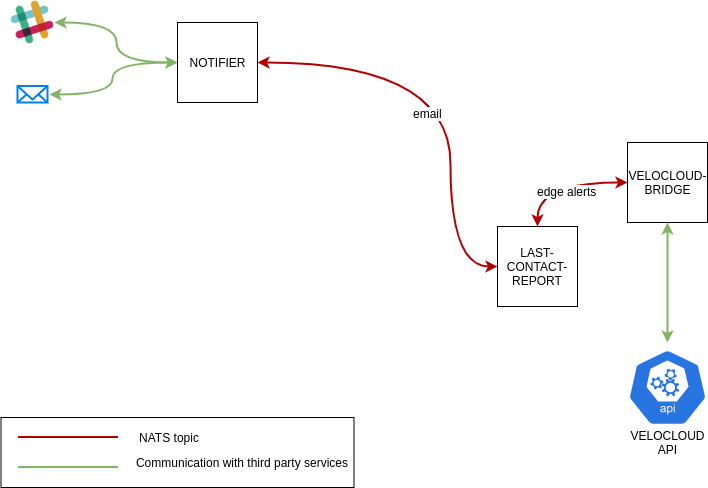 NOTIFIER
email
VELOCLOUD-
BRIDGE
edge alerts
LAST-
CONTACT-
REPORT
api
VELOCLOUD
API
NATS topic
Communication with third party services